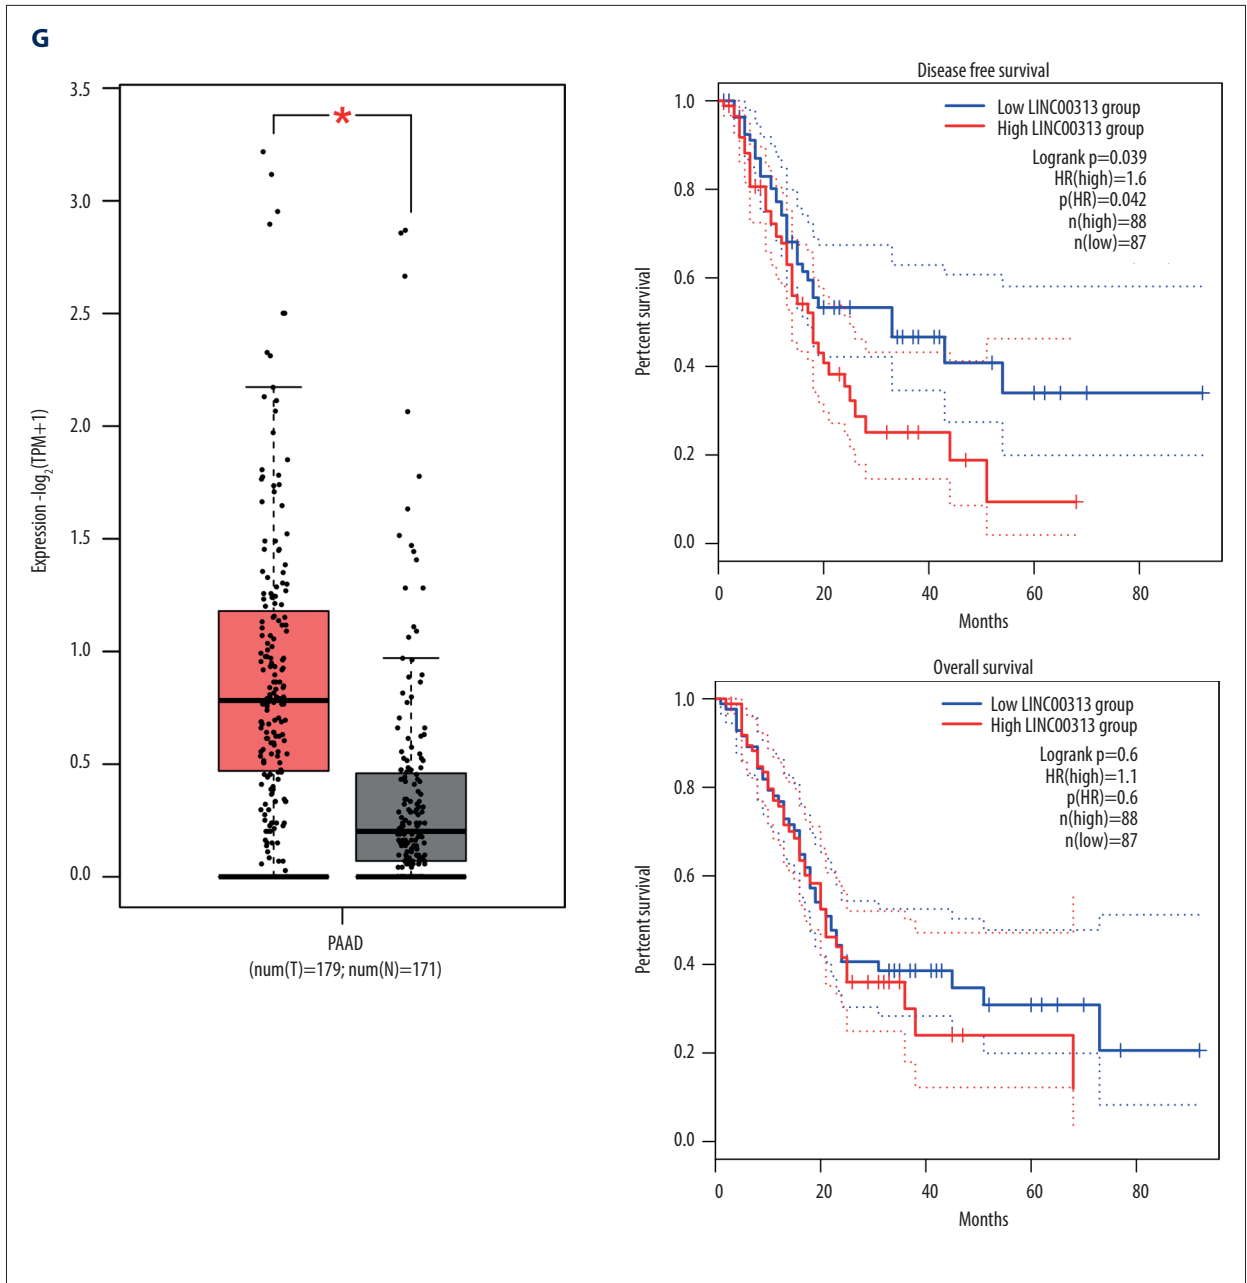 G
3.5
3.0
2.5
2.0
1.5
1.0
0.5
0.0
Expression -log2(TPM+1)
*
PAAD
(num(T)=179; num(N)=171)
Disease free survival
Low LINC00313 group
High LINC00313 group
Logrank p=0.039
HR(high)=1.6
p(HR)=0.042
n(high)=88
n(low)=87
1.0
0.8
0.6
0.4
0.2
0.0
Pertcent survival
0 20 40 60 80
Months
Overall survival
Low LINC00313 group
High LINC00313 group
Logrank p=0.6
HR(high)=1.1
p(HR)=0.6
n(high)=88
n(low)=87
1.0
0.8
0.6
0.4
0.2
0.0
Pertcent survival
0 20 40 60 80
Months